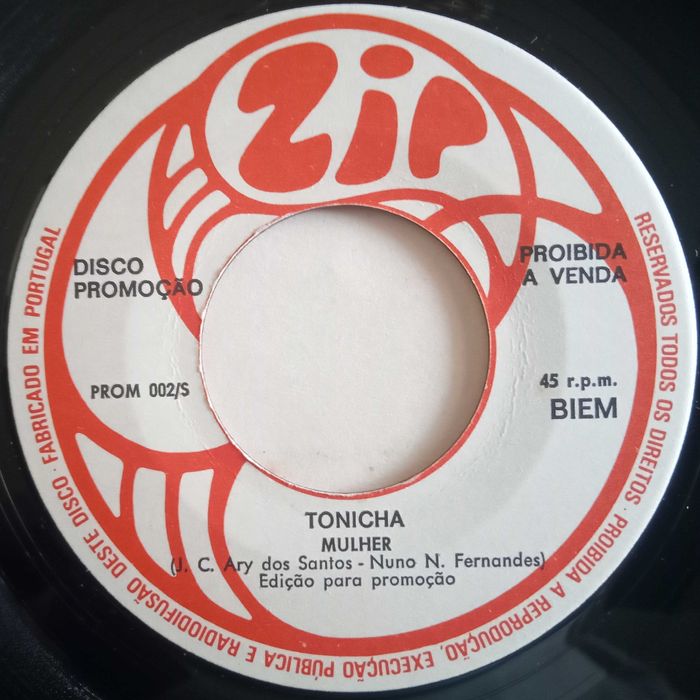 Zip
DISCO
PROMOÇÃO
PROIBIDA
A VENDA
PROM 002/S
45 r.p.m.
BIEM
TONICHA
MULHER
(J. C. Ary dos Santos - Nuno N. Fernandes)
Edição para promoção
RESERVADOS TODOS OS DIREITOS · PROIBIDA A REPRODUÇÃO, EXECUÇÃO PÚBLICA E RADIODIFUSÃO DESTE DISCO · FABRICADO EM PORTUGAL